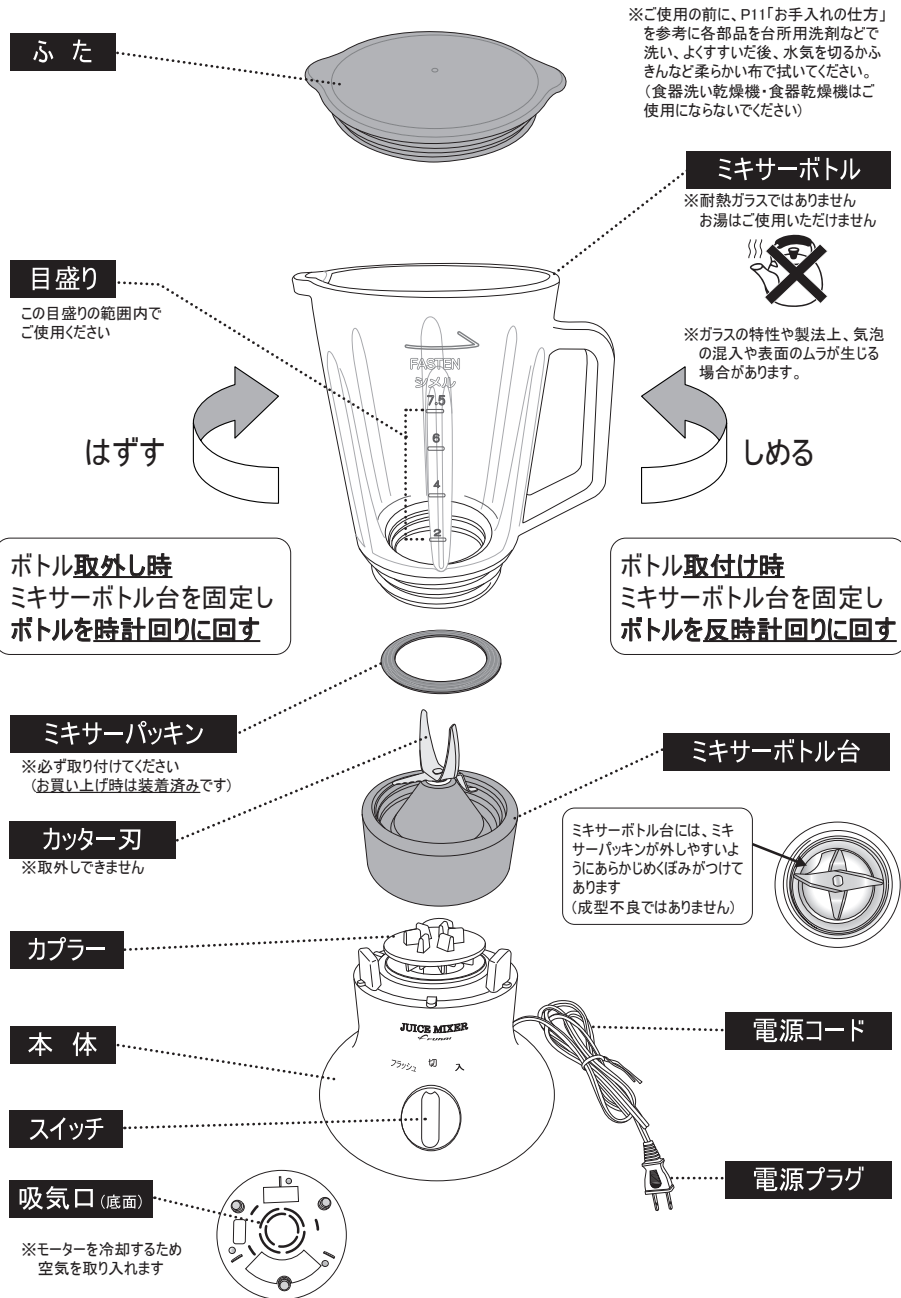 ふた
※ご使用の前に、P11「お手入れの仕方」
を参考に各部品を台所用洗剤などで
洗い、よくすすいだ後、水気を切るかふ
きんなど柔らかい布で拭いてください。
(食器洗い乾燥機・食器乾燥機はご
使用にならないでください)
ミキサーボトル
※耐熱ガラスではありません
お湯はご使用いただけません
※ガラスの特性や製法上、気泡
の混入や表面のムラが生じる
場合があります。
目盛り
この目盛りの範囲内で
ご使用ください
FASTEN
シメル
7.5
6
4
2
はずす
しめる
ボトル取外し時
ミキサーボトル台を固定し
ボトルを時計回りに回す
ボトル取付け時
ミキサーボトル台を固定し
ボトルを反時計回りに回す
ミキサーパッキン
※必ず取り付けてください
(お買い上げ時は装着済みです)
カッター刃
※取外しできません
ミキサーボトル台
ミキサーボトル台には、ミキ
サーパッキンが外しやすいよ
うにあらかじめくぼみがつけて
あります
(成型不良ではありません)
カプラー
本体
JUICE MIXER
フラッシュ 切 入
スイッチ
電源コード
電源プラグ
吸気口(底面)
※モーターを冷却するため
空気を取り入れます